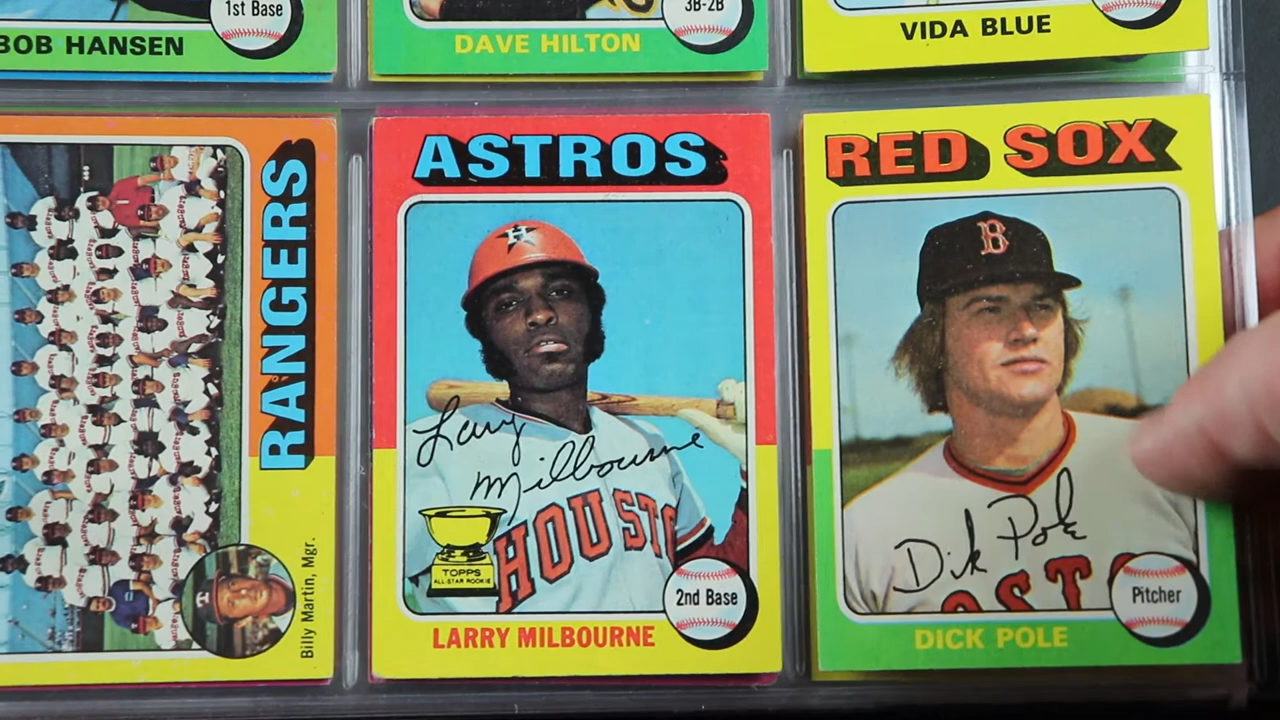 1st Base
BOB HANSEN
3B-2B
DAVE HILTON
VIDA BLUE
RANGERS
Billy Martin, Mgr.
T
ASTROS
H
Larry
Milbourne
HOUSTO
TOPPS
ALL-STAR ROOKIE
2nd Base
LARRY MILBOURNE
RED SOX
B
Dick Pole
OSTO
Pitcher
DICK POLE